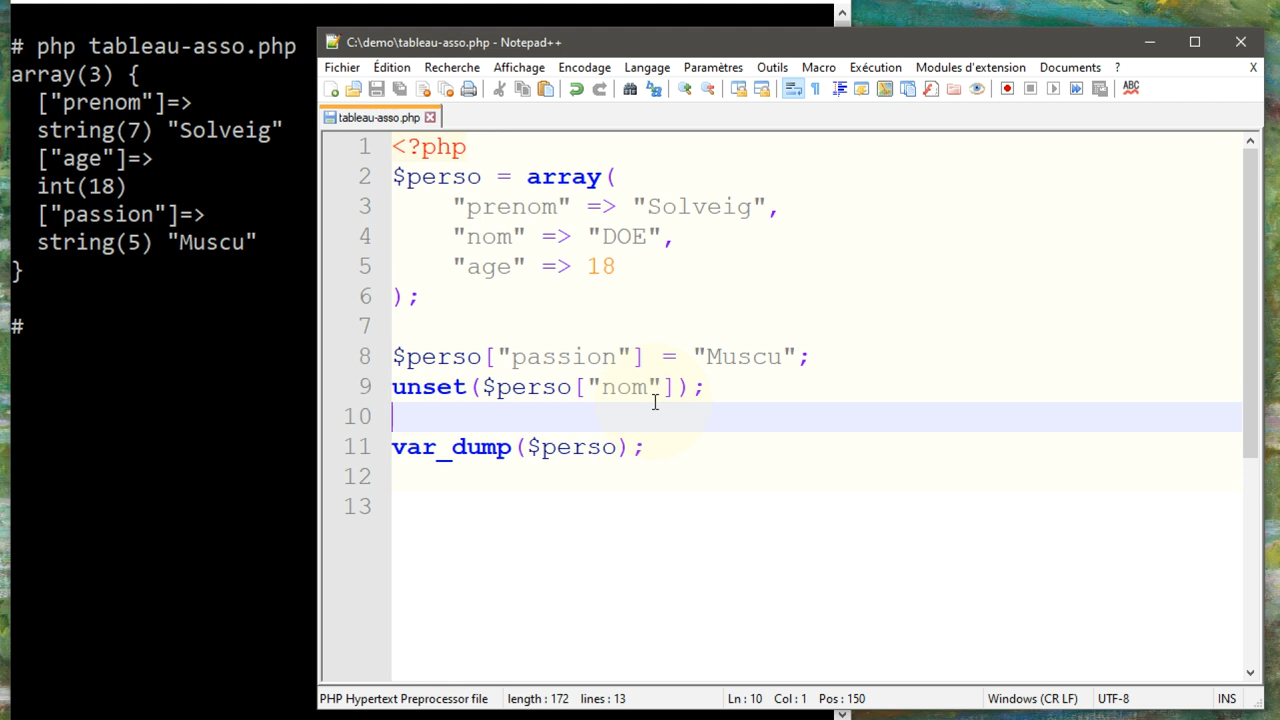 # php tableau-asso.php
array(3) {
  ["prenom"]=>
  string(7) "Solveig"
  ["age"]=>
  int(18)
  ["passion"]=>
  string(5) "Muscu"
}
#
C:\demo\tableau-asso.php - Notepad++
Fichier Édition Recherche Affichage Encodage Langage Paramètres Outils Macro Exécution Modules d'extension Documents ? X
ABC
tableau-asso.php
1 <?php
2 $perso = array(
3     "prenom" => "Solveig",
4     "nom" => "DOE",
5     "age" => 18
6 );
7
8 $perso["passion"] = "Muscu";
9 unset($perso["nom"]);
10
11 var_dump($perso);
12
13
PHP Hypertext Preprocessor file length : 172 lines : 13 Ln : 10 Col : 1 Pos : 150 Windows (CR LF) UTF-8 INS